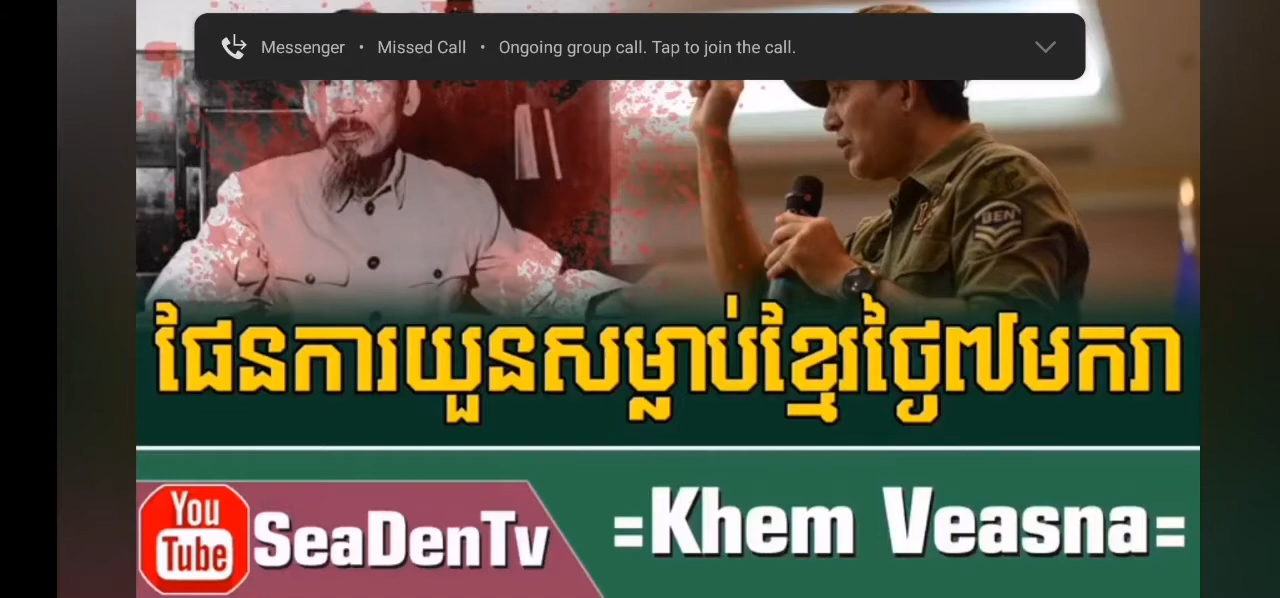 Messenger • Missed Call • Ongoing group call. Tap to join the call.
BEN
ផែនការយួនសម្លាប់ខ្មែរថ្ងៃ៧មករា
You
Tube
SeaDenTv
=Khem Veasna=